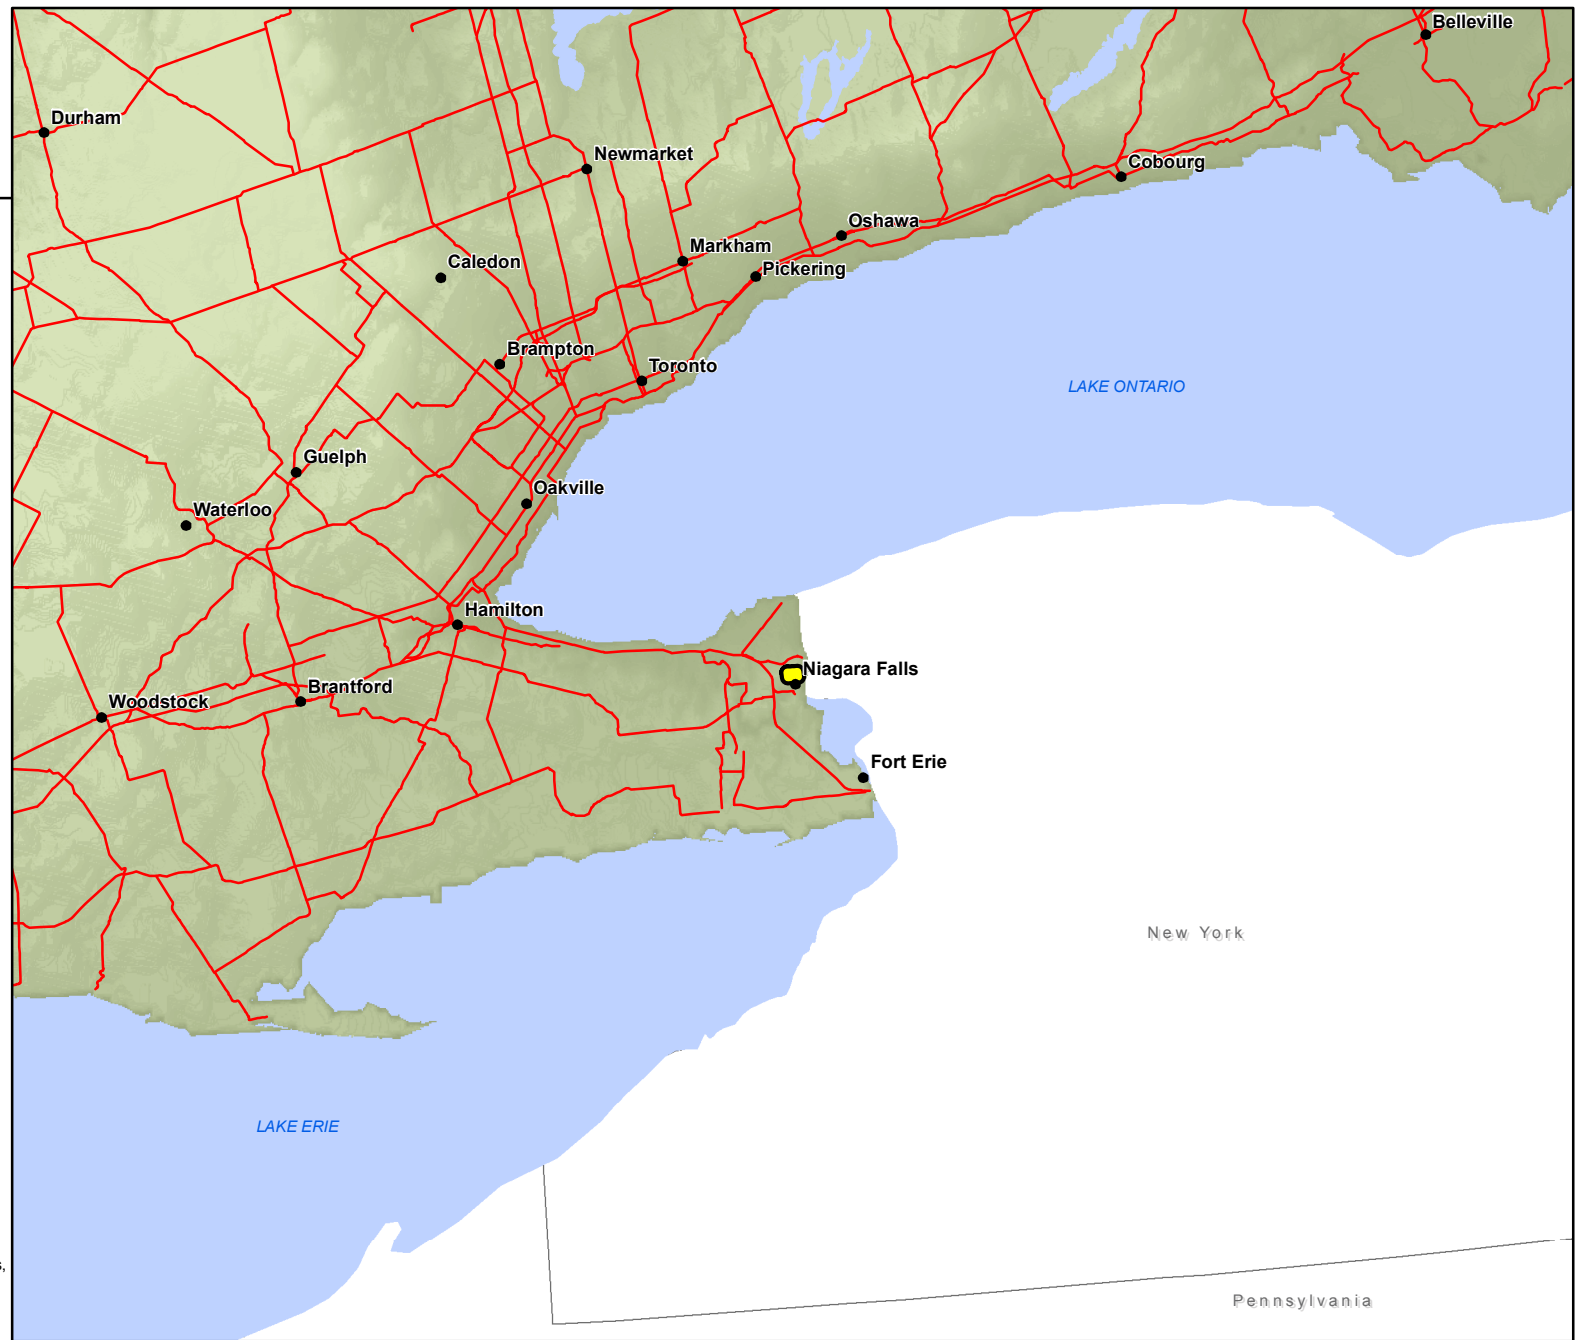 Belleville
Durham
Newmarket
Cobourg
Oshawa
Markham
Caledon
Pickering
Brampton
Toronto
LAKE ONTARIO
Guelph
Oakville
Waterloo
Hamilton
Niagara Falls
Brantford
Woodstock
Fort Erie
New York
LAKE ERIE
Pennsylvania